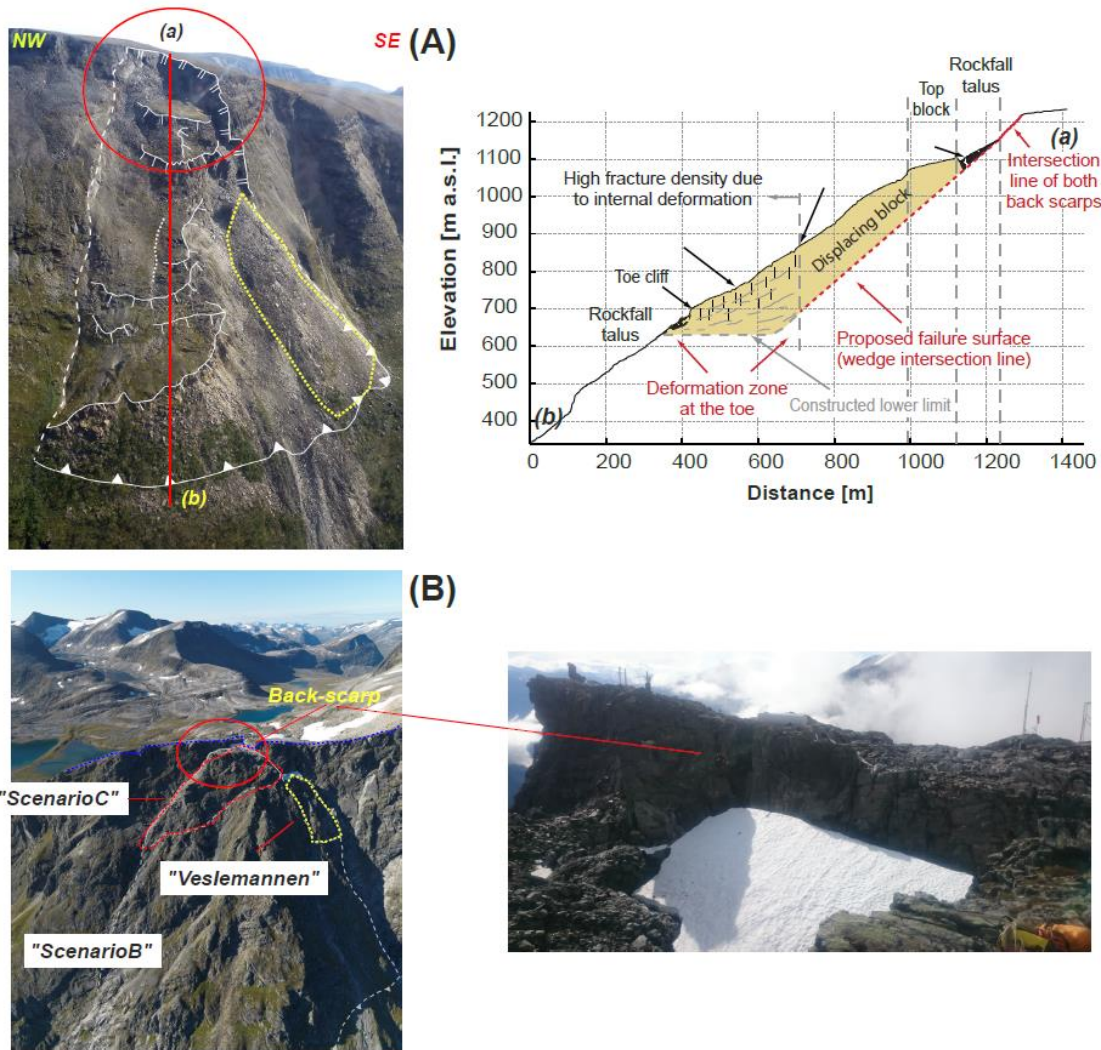 NW
(a)
SE
(b)
(A)
Rockfall
talus
Top
block
1200
1100
1000
900
800
700
600
500
400
Elevation [m a.s.l.]
(a)
Intersection
line of both
back scarps
High fracture density due
to internal deformation
Displacing block
Toe cliff
Rockfall
talus
Proposed failure surface
(wedge intersection line)
Deformation zone
at the toe
Constructed lower limit
(b)
0
200
400
600
800
1000
1200
1400
Distance [m]
(B)
Back-scarp
"ScenarioC"
"Veslemannen"
"ScenarioB"